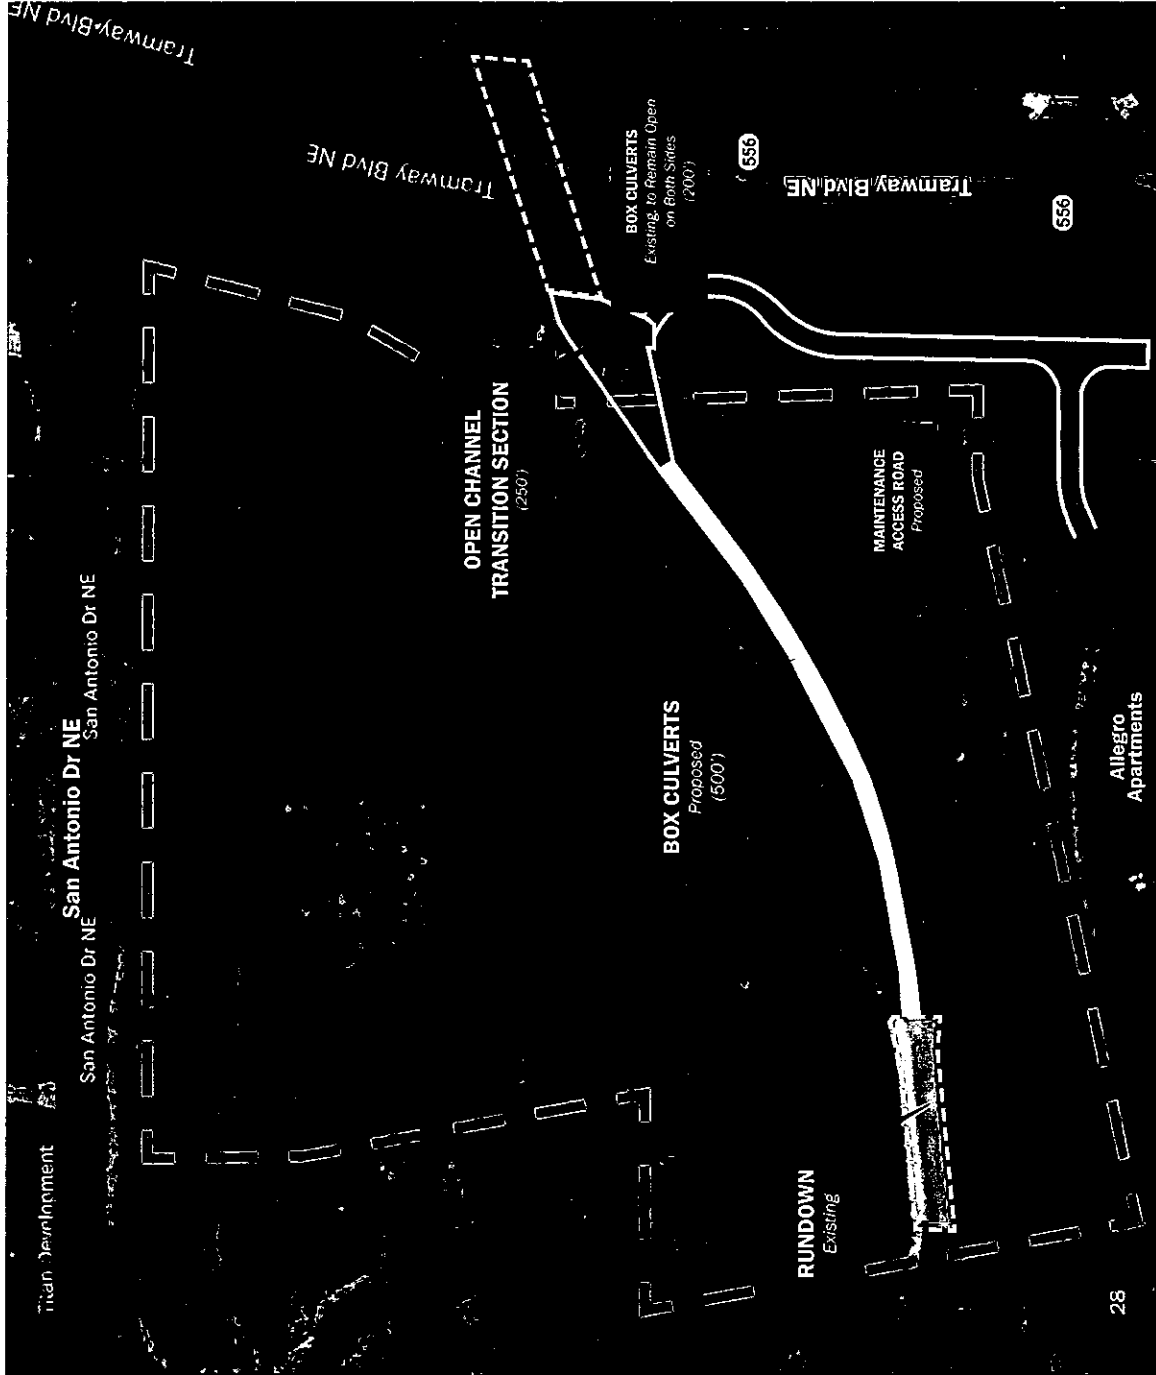 Tramway Blvd NE
Tramway Blvd NE
BOX CULVERTS
Existing, to Remain Open
on Both Sides
(200')
556
Tramway Blvd NE
556
OPEN CHANNEL
TRANSITION SECTION
(250')
MAINTENANCE
ACCESS ROAD
Proposed
San Antonio Dr NE
San Antonio Dr NE
San Antonio Dr NE
BOX CULVERTS
Proposed
(500')
Allegro
Apartments
RUNDOWN
Existing
Titan Development
28